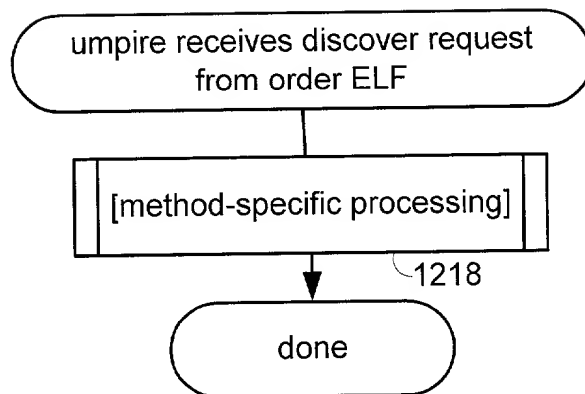 umpire receives discover request
from order ELF
[method-specific processing]
1218
done